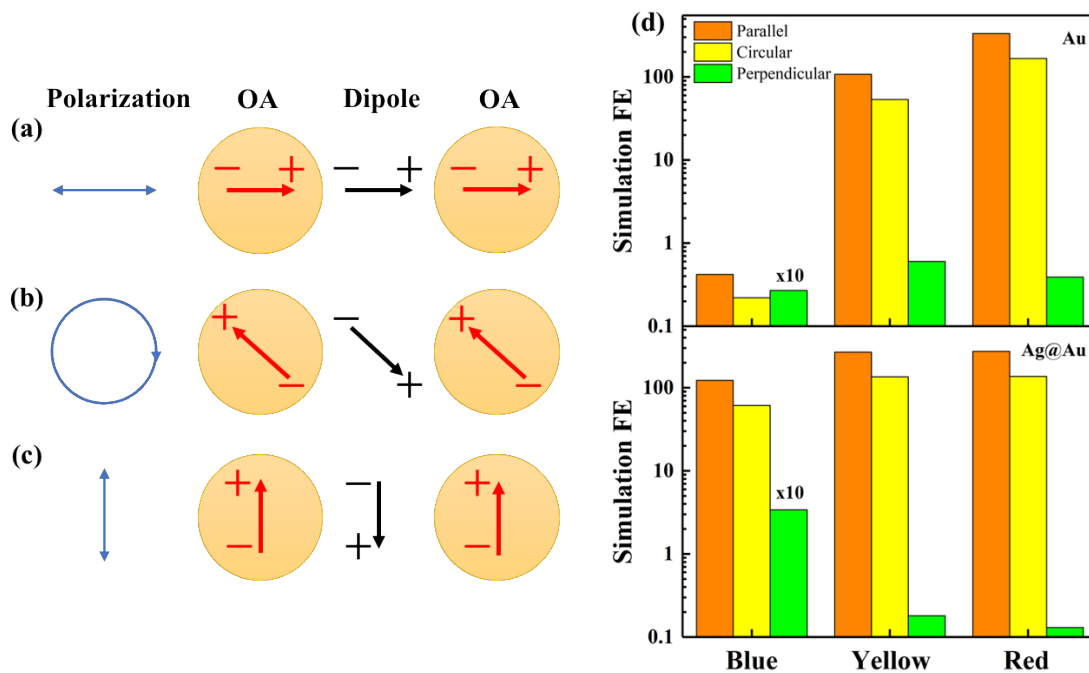 Polarization OA Dipole OA
(a)
− + − + − +
(b)
+ − +
− + −
(c)
+ − +
− + −
(d)
Parallel
Circular
Perpendicular
Au
Simulation FE
100
10
1
0.1
x10
Ag@Au
Simulation FE
100
10
1
0.1
x10
Blue Yellow Red